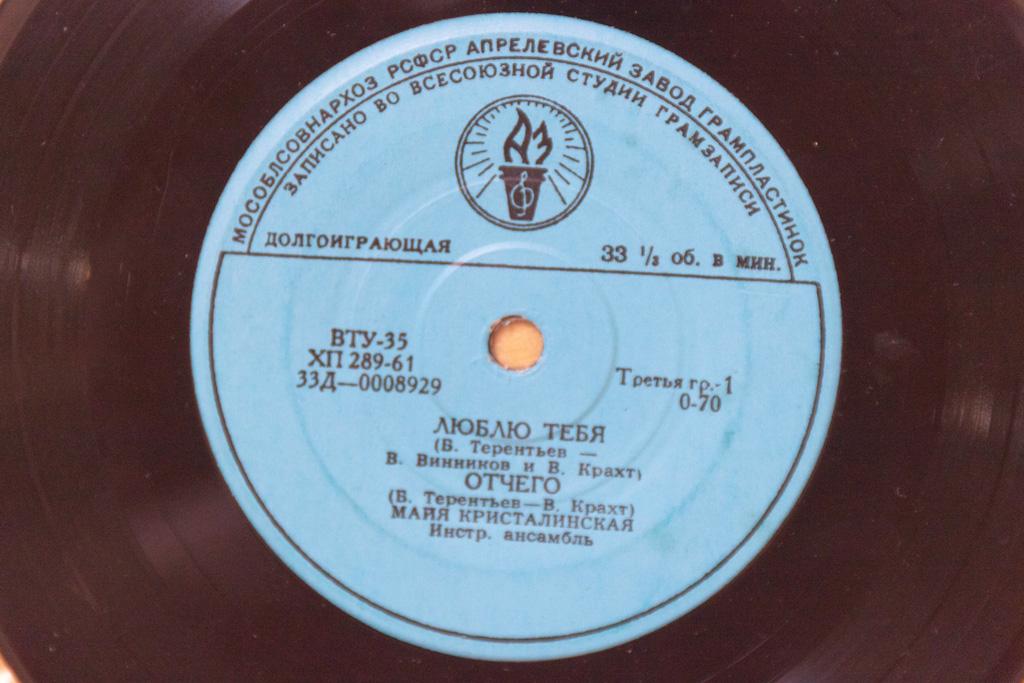 МОСОБЛСОВНАРХОЗ РСФСР АПРЕЛЕВСКИЙ ЗАВОД ГРАМПЛАСТИНОК
ЗАПИСАНО ВО ВСЕСОЮЗНОЙ СТУДИИ ГРАМЗАПИСИ
АЗ
ДОЛГОИГРАЮЩАЯ
33 1/3 об. в мин.
ВТУ-35
ХП 289-61
33Д—0008929
Третья гр.-1
0-70
ЛЮБЛЮ ТЕБЯ
(Б. Терентьев —
В. Винников и В. Крахт)
ОТЧЕГО
(Б. Терентьев—В. Крахт)
МАЙЯ КРИСТАЛИНСКАЯ
Инстр. ансамбль